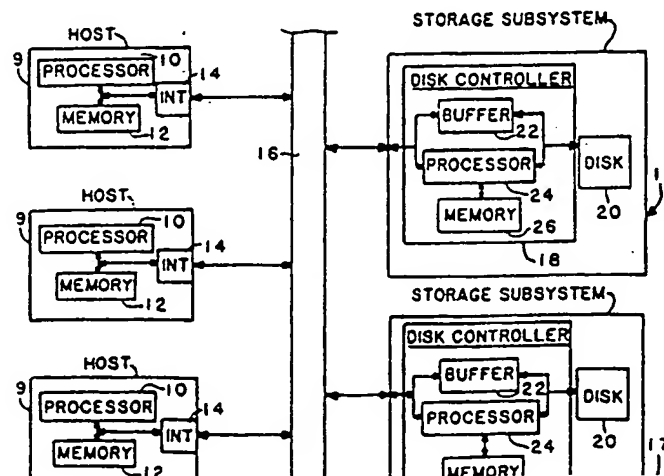 HOST
10
14
9
PROCESSOR
INT
MEMORY
12
HOST
10
14
9
PROCESSOR
INT
MEMORY
12
HOST
10
14
9
PROCESSOR
INT
MEMORY
12
16
STORAGE SUBSYSTEM
DISK CONTROLLER
BUFFER
22
PROCESSOR
24
MEMORY
26
18
DISK
20
1
STORAGE SUBSYSTEM
DISK CONTROLLER
BUFFER
22
PROCESSOR
24
MEMORY
DISK
20
17